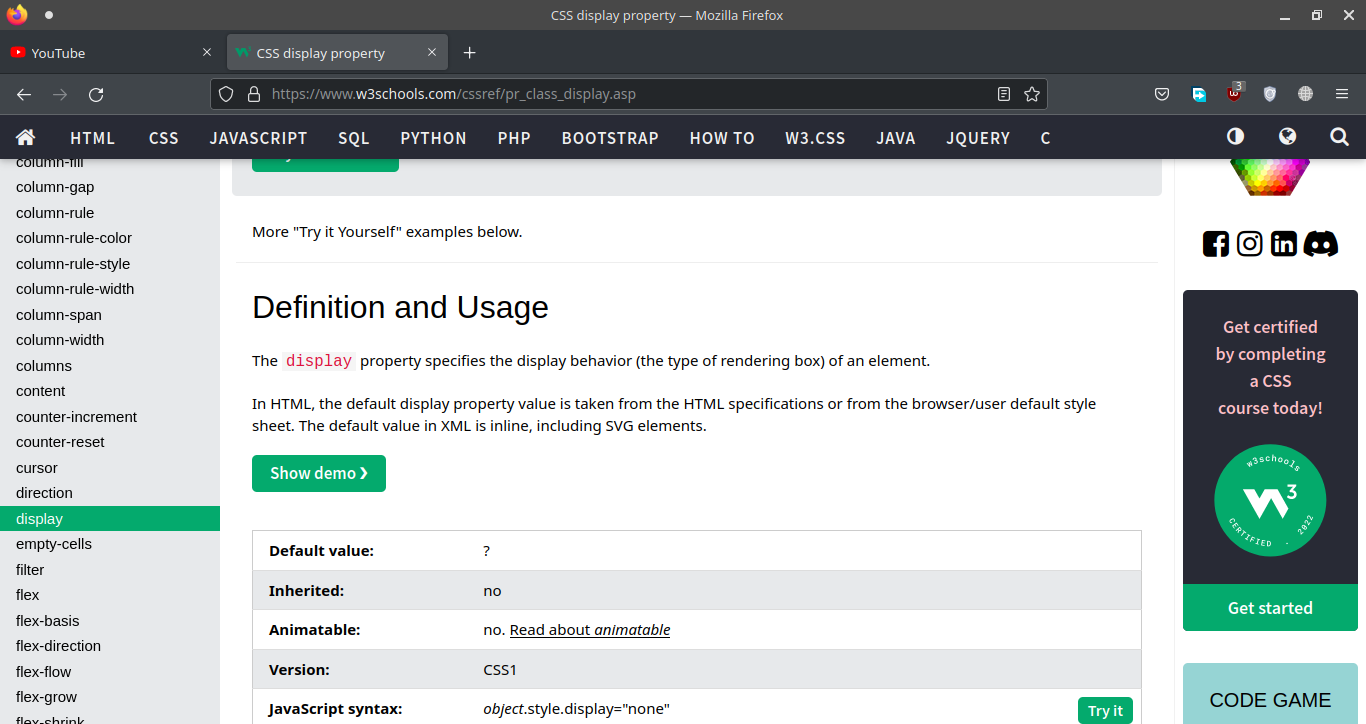 CSS display property — Mozilla Firefox
YouTube
CSS display property
https://www.w3schools.com/cssref/pr_class_display.asp
3
HTML CSS JAVASCRIPT SQL PYTHON PHP BOOTSTRAP HOW TO W3.CSS JAVA JQUERY C
column-fill
column-gap
column-rule
column-rule-color
column-rule-style
column-rule-width
column-span
column-width
columns
content
counter-increment
counter-reset
cursor
direction
display
empty-cells
filter
flex
flex-basis
flex-direction
flex-flow
flex-grow
flex-shrink
More "Try it Yourself" examples below.
Definition and Usage
The display property specifies the display behavior (the type of rendering box) of an element.
In HTML, the default display property value is taken from the HTML specifications or from the browser/user default style
sheet. The default value in XML is inline, including SVG elements.
Show demo ❯
Default value: ?
Inherited: no
Animatable: no. Read about animatable
Version: CSS1
JavaScript syntax: object.style.display="none"
Try it
Get certified
by completing
a CSS
course today!
w3schools
W3
CERTIFIED . 2022
Get started
CODE GAME